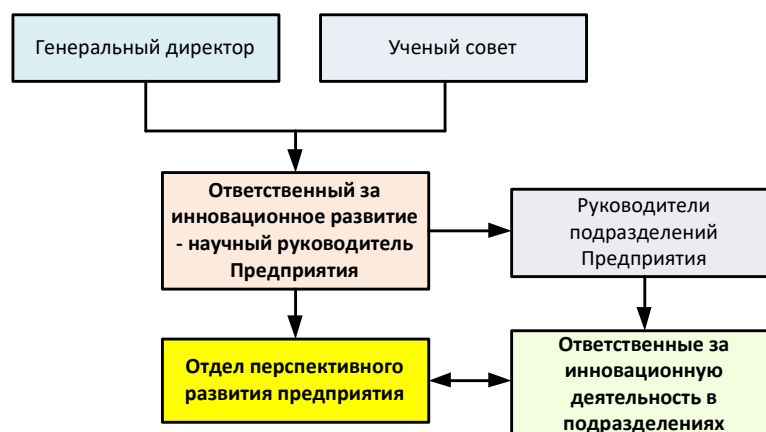 Генеральный директор
Ученый совет
Ответственный за
инновационное развитие
- научный руководитель
Предприятия
Руководители
подразделений
Предприятия
Отдел перспективного
развития предприятия
Ответственные за
инновационную
деятельность в
подразделениях